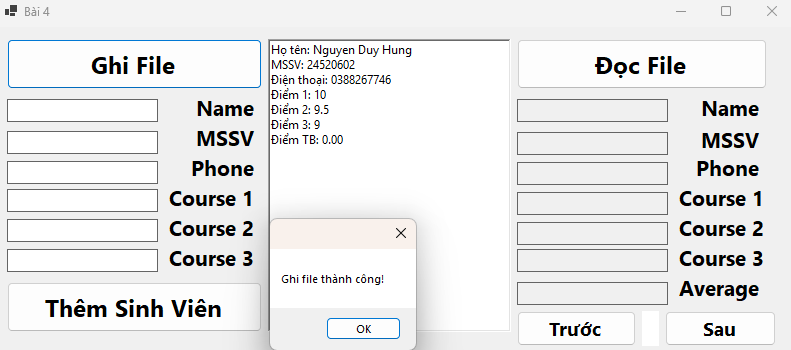 Bài 4
Ghi File
Name
MSSV
Phone
Course 1
Course 2
Course 3
Thêm Sinh Viên
Họ tên: Nguyen Duy Hung
MSSV: 24520602
Điện thoại: 0388267746
Điểm 1: 10
Điểm 2: 9.5
Điểm 3: 9
Điểm TB: 0.00
Ghi file thành công!
OK
Đọc File
Name
MSSV
Phone
Course 1
Course 2
Course 3
Average
Trước
Sau